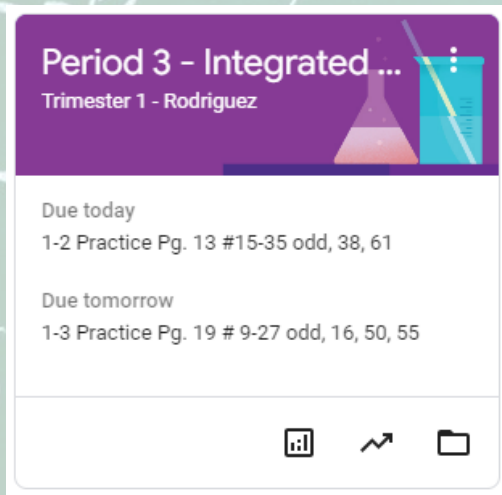 Period 3 - Integrated ...
Trimester 1 - Rodriguez
Due today
1-2 Practice Pg. 13 #15-35 odd, 38, 61
Due tomorrow
1-3 Practice Pg. 19 # 9-27 odd, 16, 50, 55